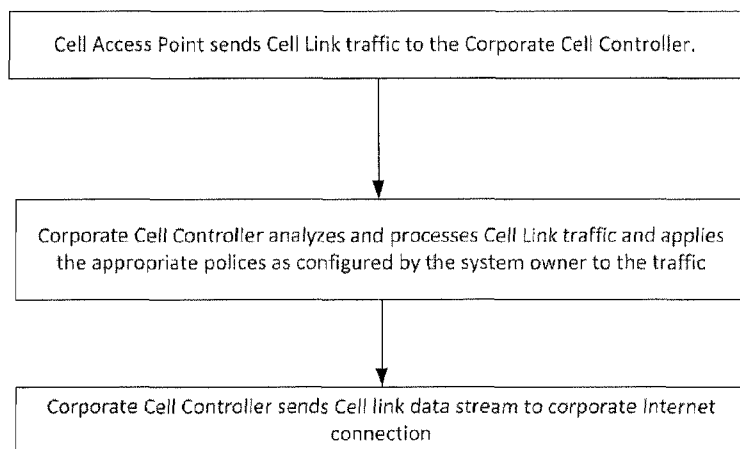 Cell Access Point sends Cell Link traffic to the Corporate Cell Controller.
Corporate Cell Controller analyzes and processes Cell Link traffic and applies
the appropriate polices as configured by the system owner to the traffic
Corporate Cell Controller sends Cell link data stream to corporate Internet
connection